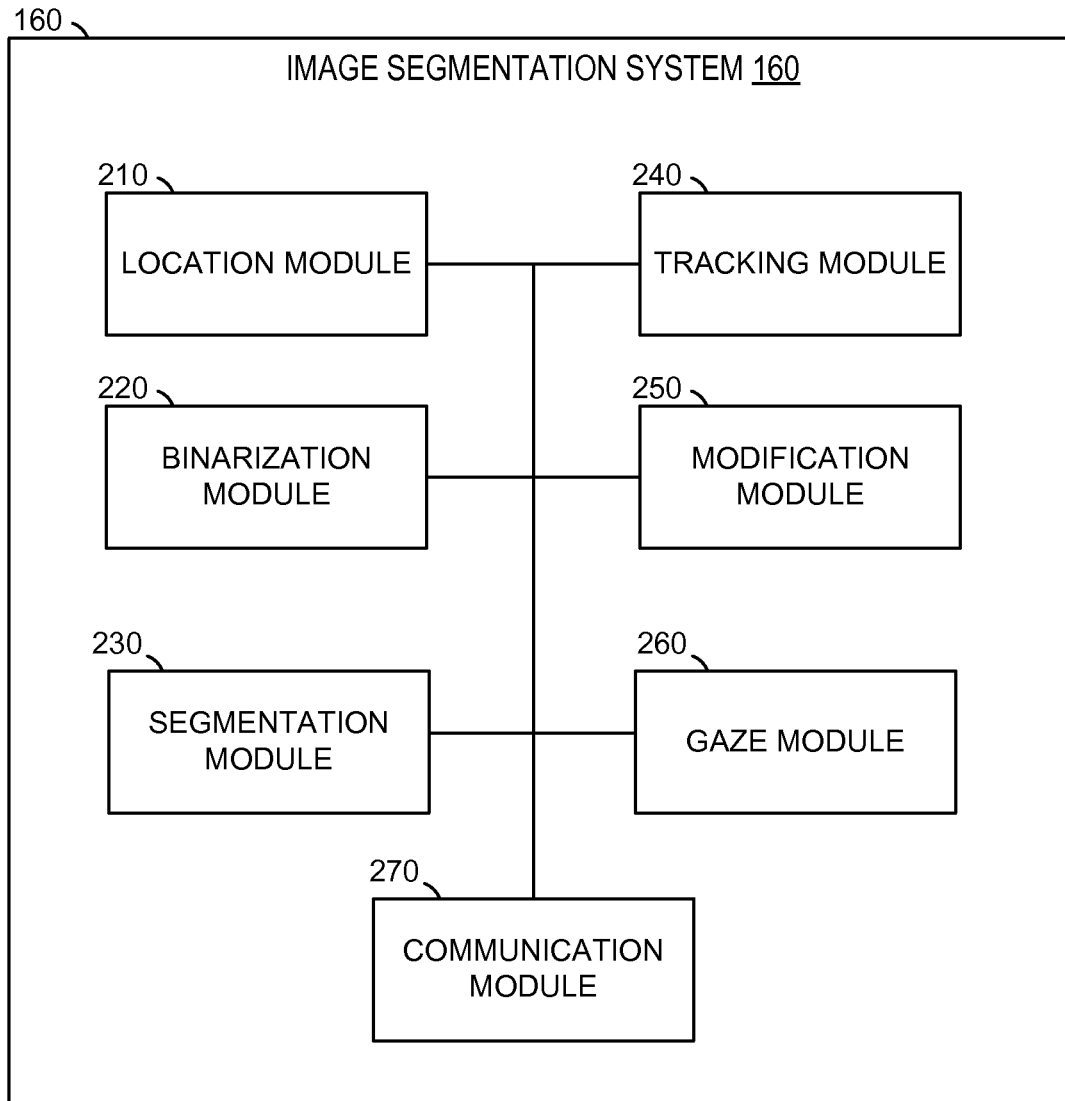 160
IMAGE SEGMENTATION SYSTEM 160
210
LOCATION MODULE
240
TRACKING MODULE
220
BINARIZATION
MODULE
250
MODIFICATION
MODULE
230
SEGMENTATION
MODULE
260
GAZE MODULE
270
COMMUNICATION
MODULE